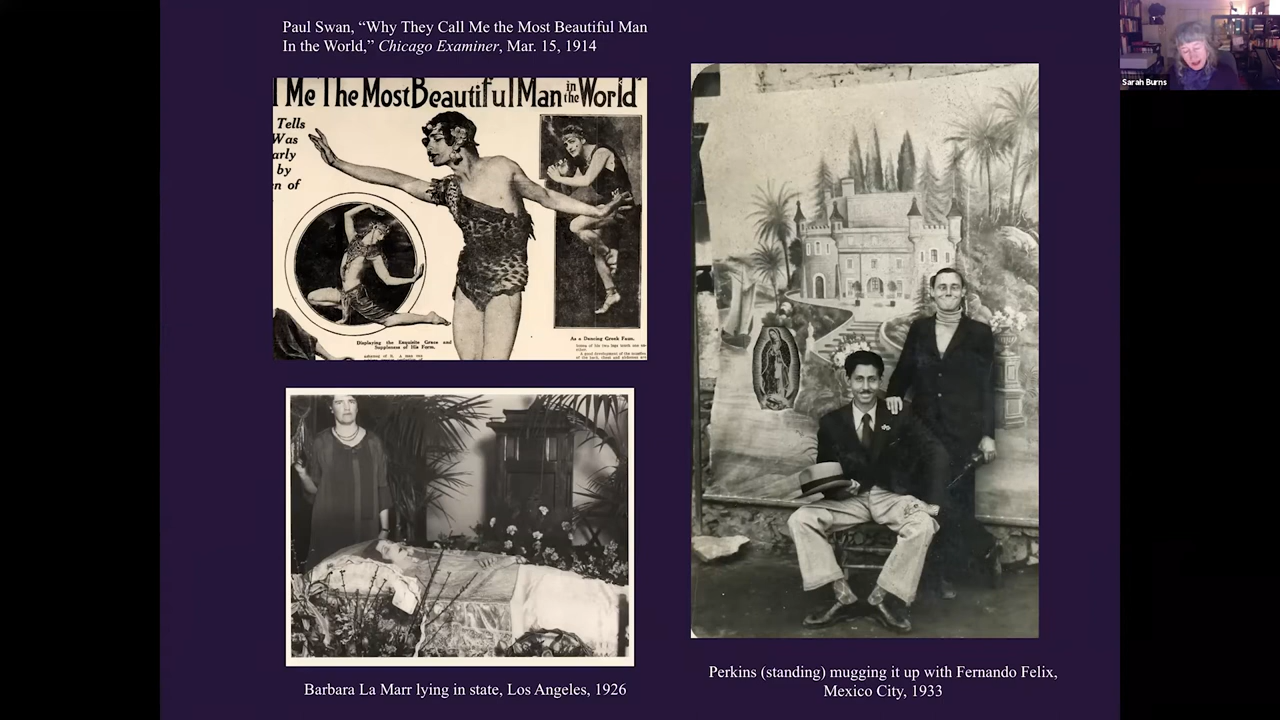 Paul Swan, “Why They Call Me the Most Beautiful Man
In the World,” Chicago Examiner, Mar. 15, 1914
Me The Most Beautiful Man in the World
Tells
Was
arly
by
n of
Displaying the Exquisite Grace and
Suppleness of His Form.
As a Dancing Greek Faun.
Barbara La Marr lying in state, Los Angeles, 1926
Perkins (standing) mugging it up with Fernando Felix,
Mexico City, 1933
Sarah Burns